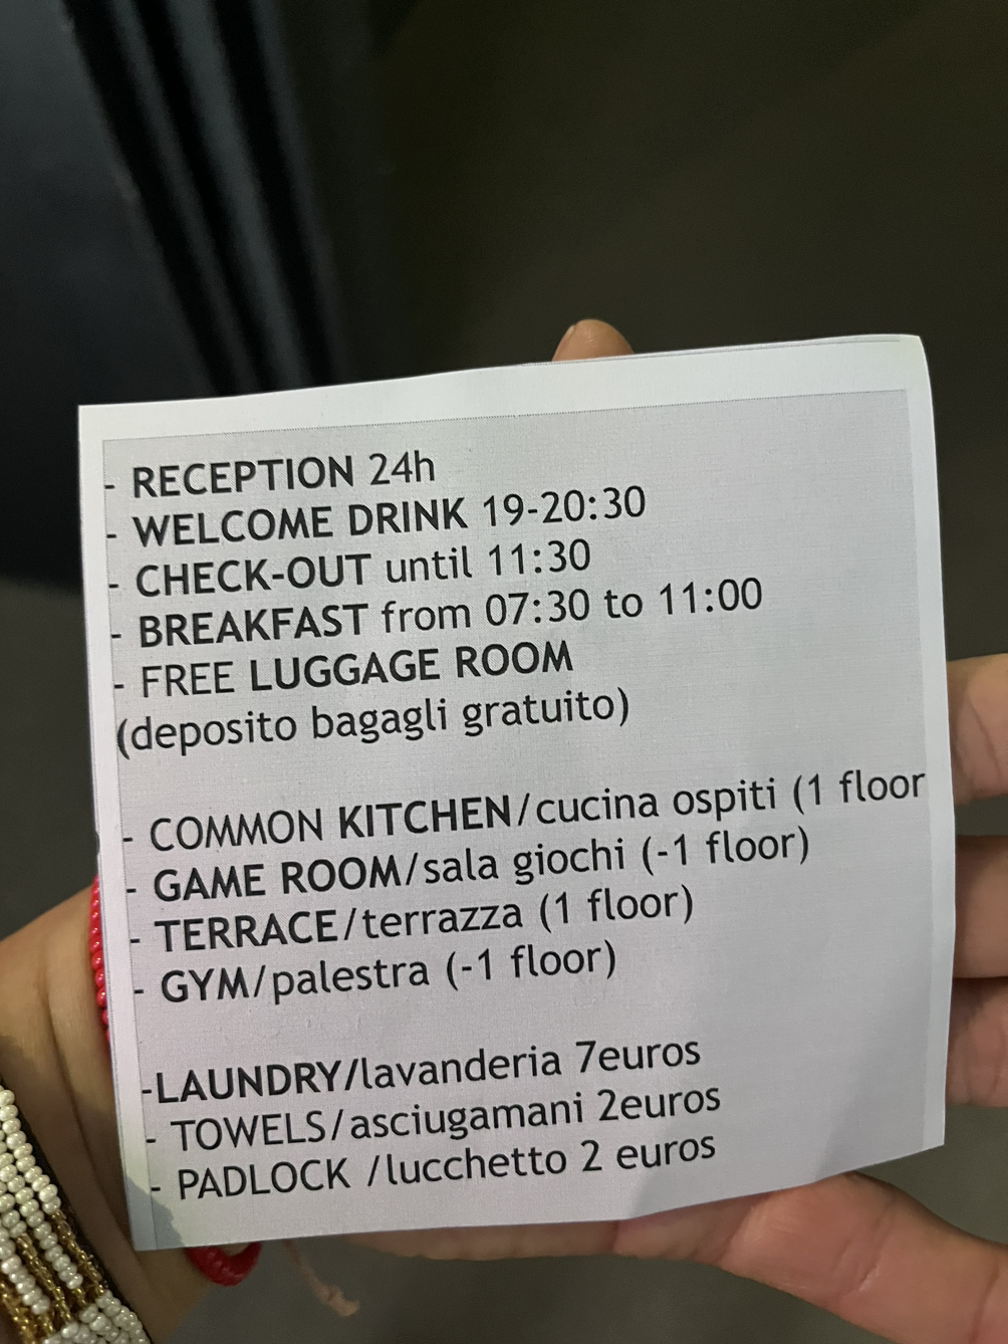 - RECEPTION 24h
- WELCOME DRINK 19-20:30
- CHECK-OUT until 11:30
- BREAKFAST from 07:30 to 11:00
- FREE LUGGAGE ROOM
(deposito bagagli gratuito)
- COMMON KITCHEN/cucina ospiti (1 floor
- GAME ROOM/sala giochi (-1 floor)
- TERRACE/terrazza (1 floor)
- GYM/palestra (-1 floor)
-LAUNDRY/lavanderia 7euros
- TOWELS/asciugamani 2euros
- PADLOCK /lucchetto 2 euros